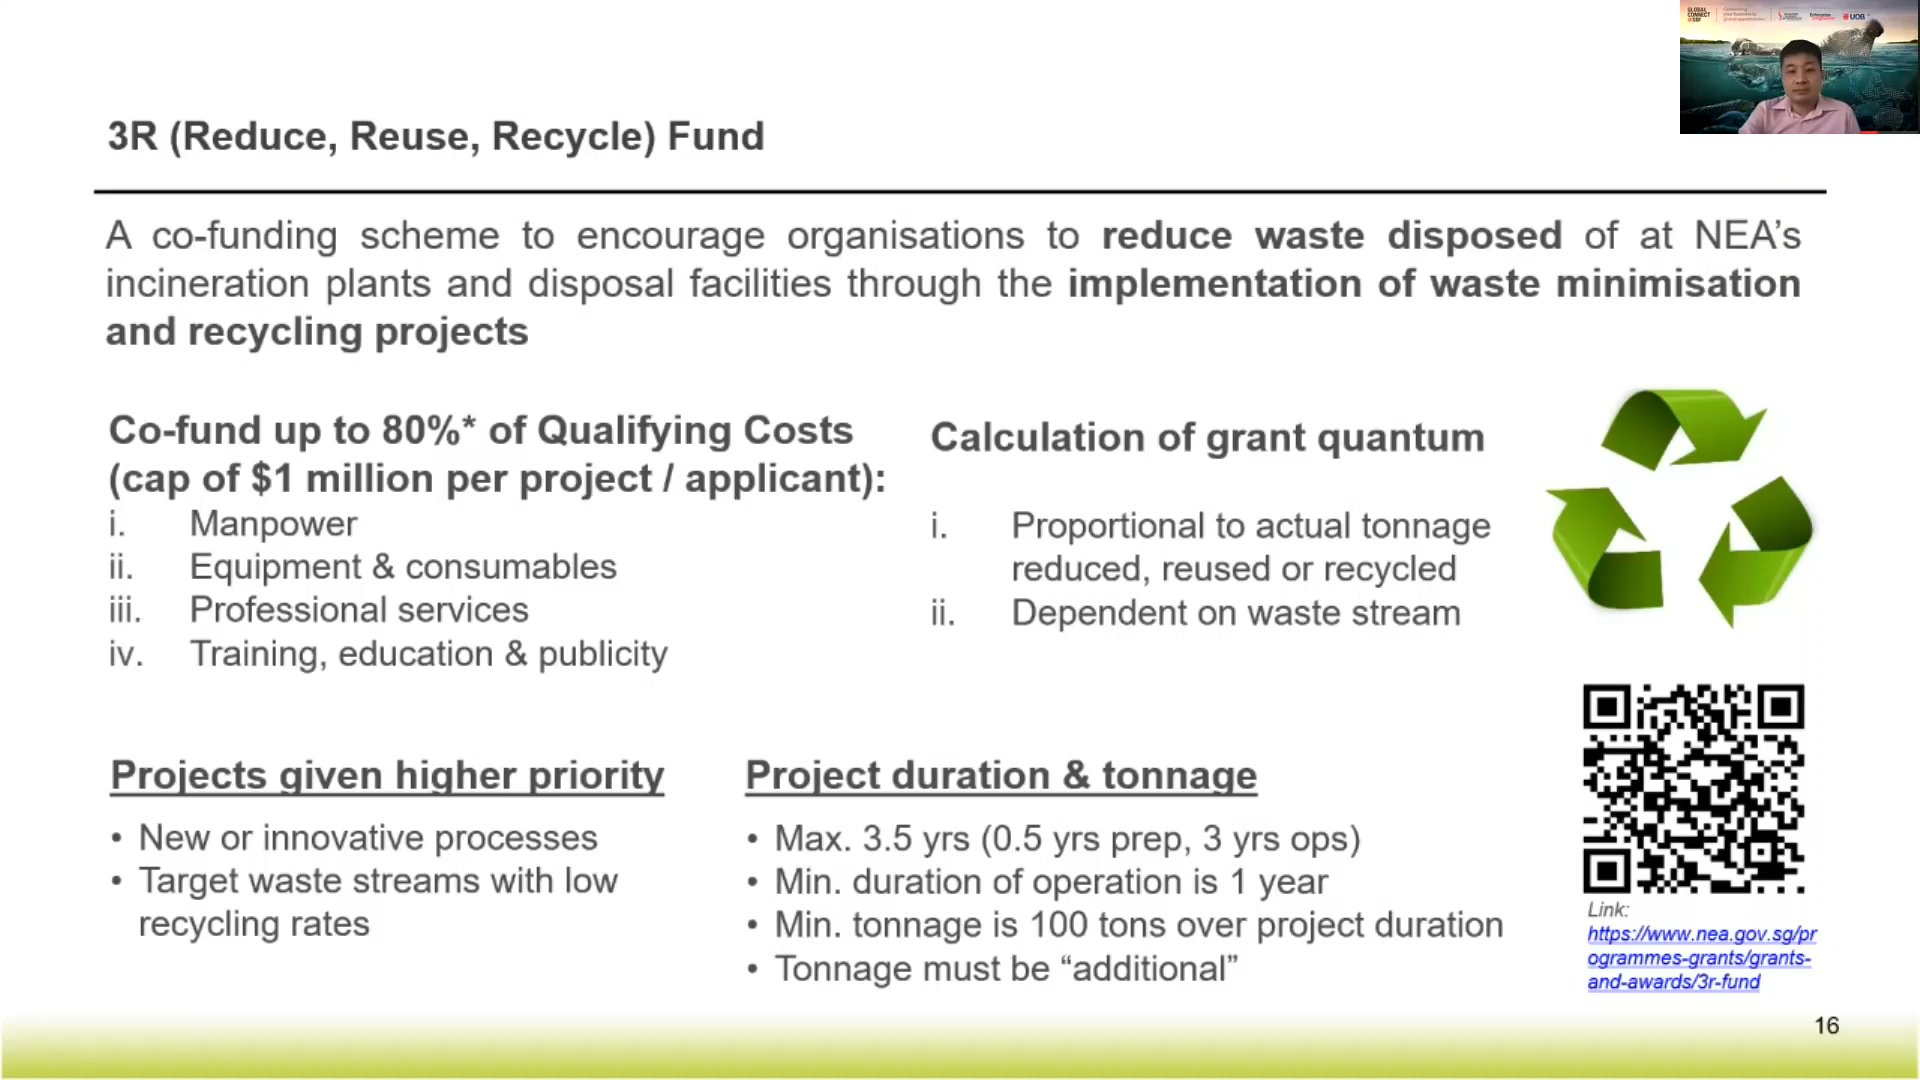 GLOBAL
CONNECT
@SBF
Enterprise
UOB
3R (Reduce, Reuse, Recycle) Fund
A co-funding scheme to encourage organisations to reduce waste disposed of at NEA’s
incineration plants and disposal facilities through the implementation of waste minimisation
and recycling projects
Co-fund up to 80%* of Qualifying Costs
(cap of $1 million per project / applicant):
i. Manpower
ii. Equipment & consumables
iii. Professional services
iv. Training, education & publicity
Calculation of grant quantum
i. Proportional to actual tonnage
reduced, reused or recycled
ii. Dependent on waste stream
Projects given higher priority
• New or innovative processes
• Target waste streams with low
recycling rates
Project duration & tonnage
• Max. 3.5 yrs (0.5 yrs prep, 3 yrs ops)
• Min. duration of operation is 1 year
• Min. tonnage is 100 tons over project duration
• Tonnage must be “additional”
Link:
https://www.nea.gov.sg/pr
ogrammes-grants/grants-
and-awards/3r-fund
16